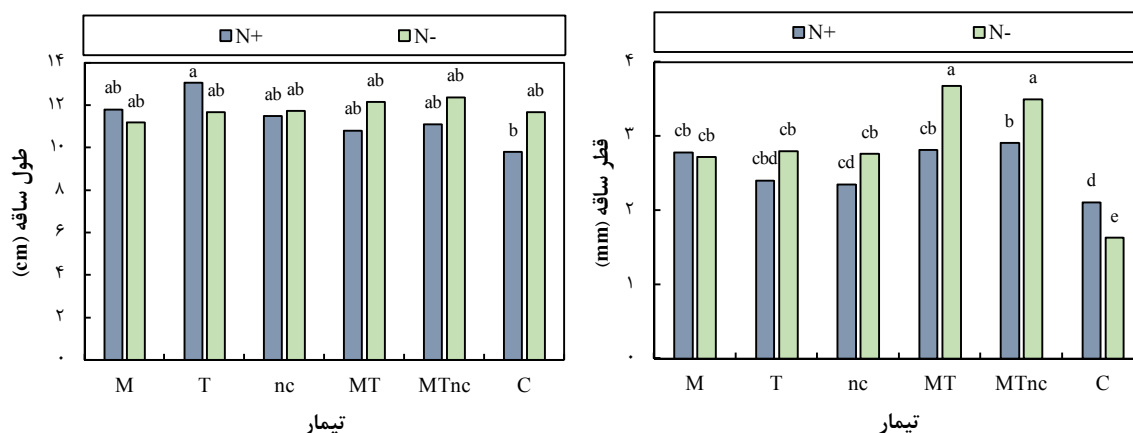 N+ N-
طول ساقه (cm)
۱۴
۱۲
۱۰
۸
۶
۴
۲
۰
ab ab a ab ab ab ab ab ab ab b ab
M T nc MT MTnc C
تیمار
N+ N-
قطر ساقه (mm)
۴
۳
۲
۱
۰
cb cb cbd cb cd cb cb a b a d e
M T nc MT MTnc C
تیمار